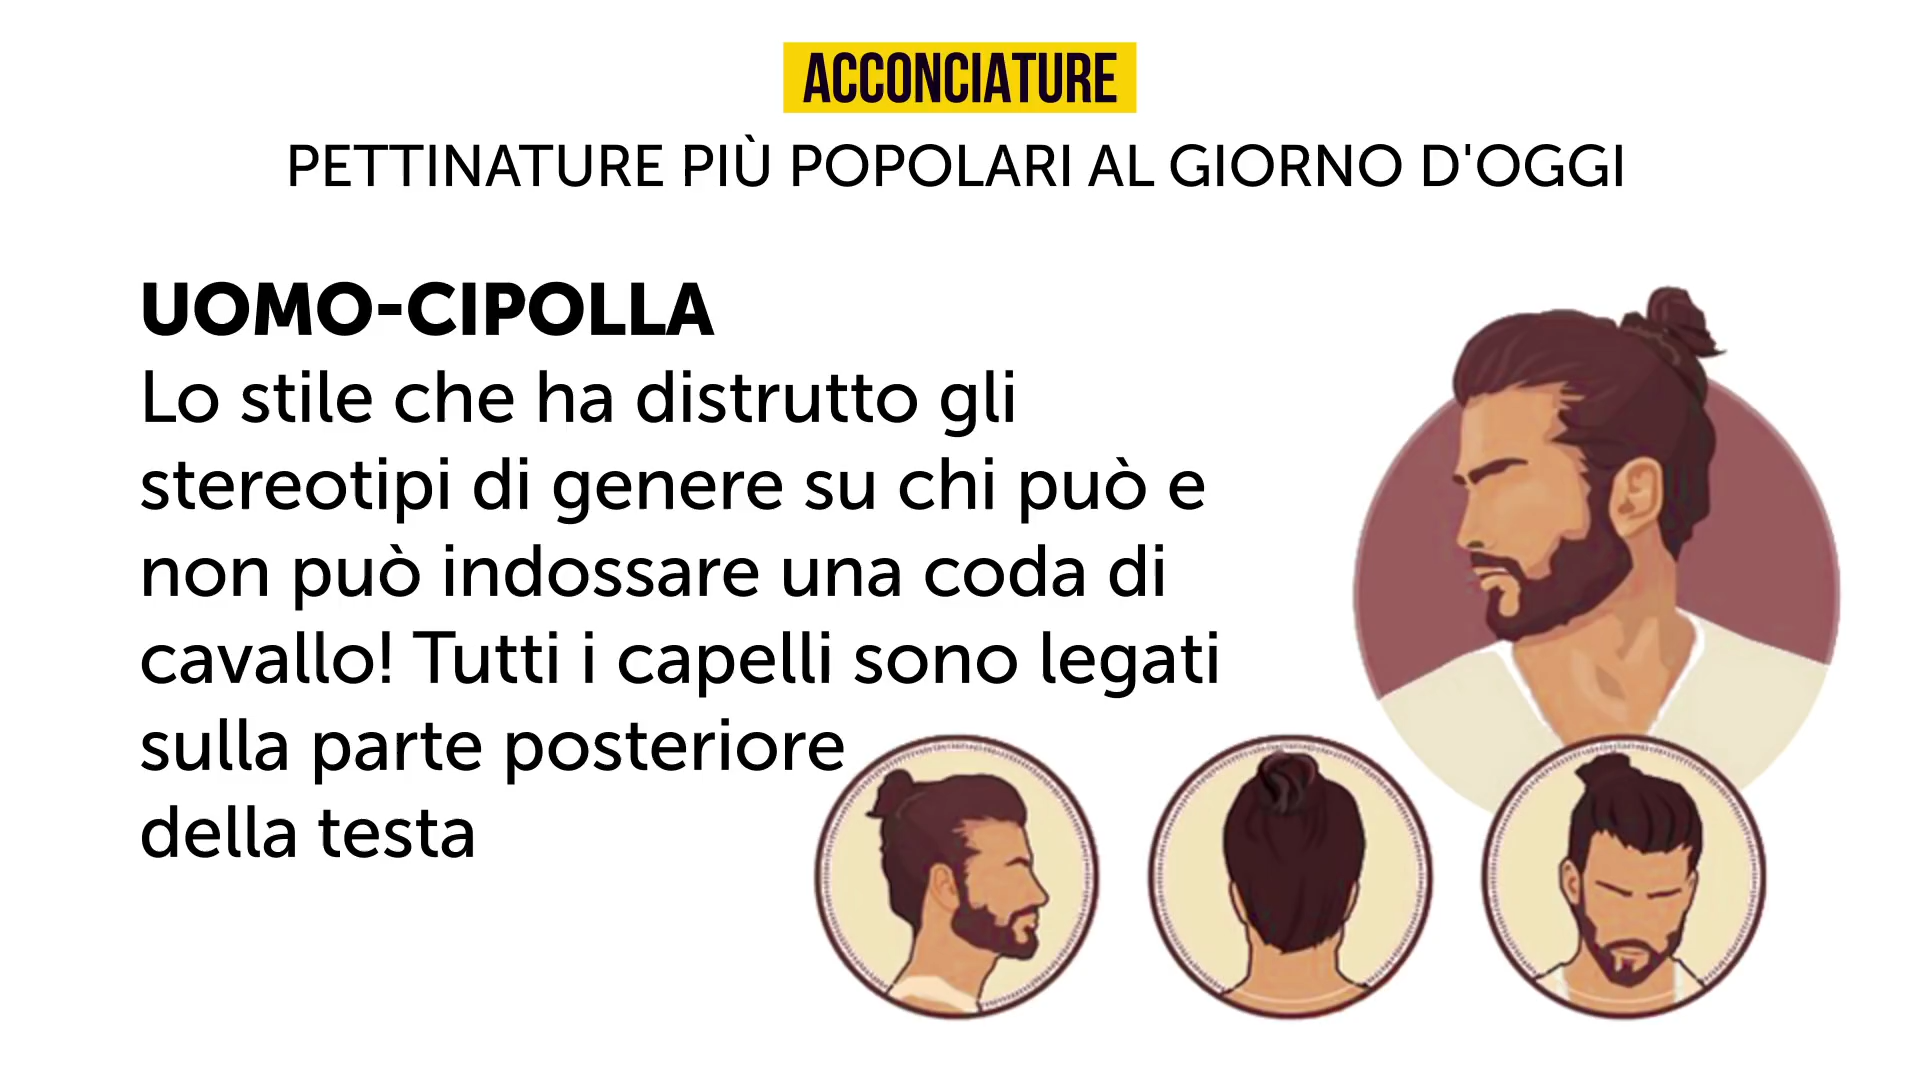 ACCONCIATURE
PETTINATURE PIÙ POPOLARI AL GIORNO D'OGGI
UOMO-CIPOLLA
Lo stile che ha distrutto gli
stereotipi di genere su chi può e
non può indossare una coda di
cavallo! Tutti i capelli sono legati
sulla parte posteriore
della testa